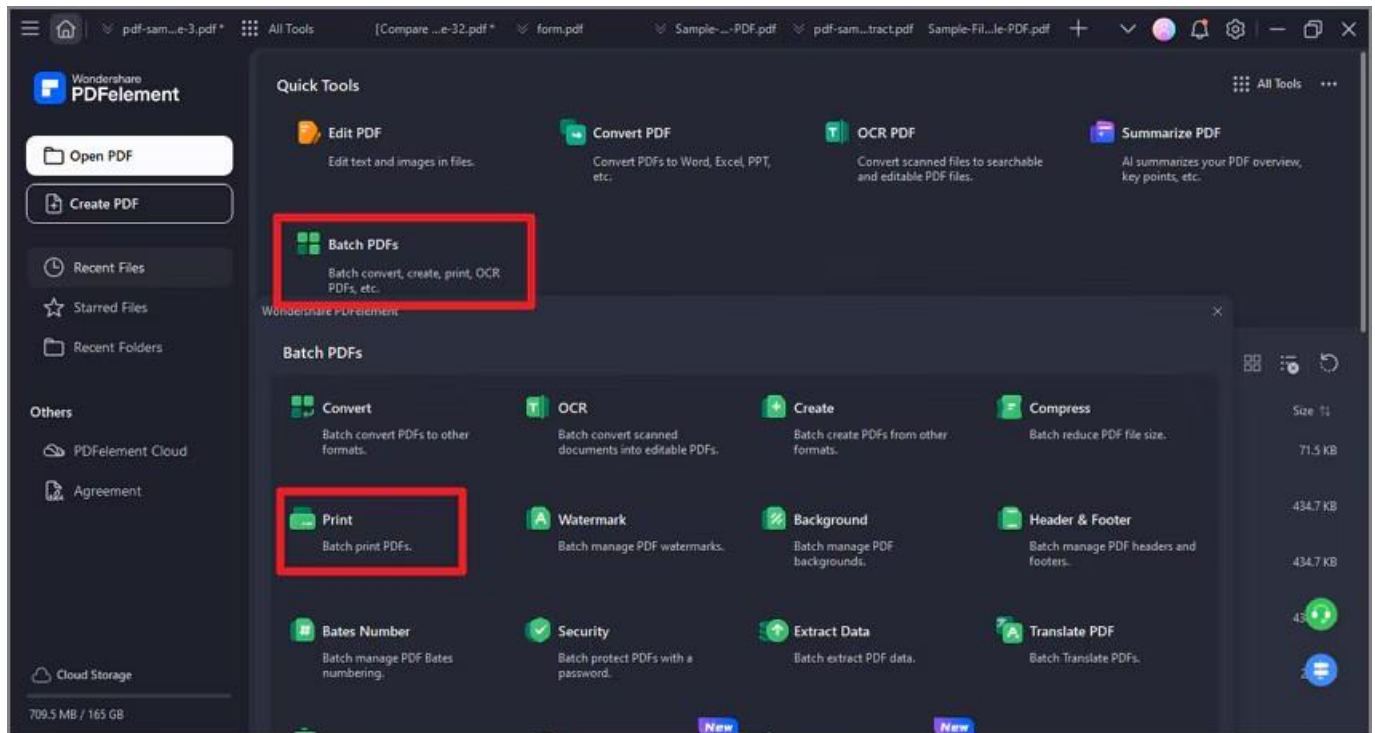 pdf-sam...e-3.pdf *
All Tools
[Compare ...e-32.pdf *
form.pdf
Sample-...-PDF.pdf
pdf-sam...tract.pdf
Sample-Fil...le-PDF.pdf
Wondershare
PDFelement
Open PDF
Create PDF
Recent Files
Starred Files
Recent Folders
Others
PDFelement Cloud
Agreement
Cloud Storage
709.5 MB / 165 GB
Quick Tools
All Tools
Edit PDF
Edit text and images in files.
Convert PDF
Convert PDFs to Word, Excel, PPT,
etc.
OCR PDF
Convert scanned files to searchable
and editable PDF files.
Summarize PDF
AI summarizes your PDF overview,
key points, etc.
Batch PDFs
Batch convert, create, print, OCR
PDFs, etc.
Wondershare PDFelement
Batch PDFs
Convert
Batch convert PDFs to other
formats.
OCR
Batch convert scanned
documents into editable PDFs.
Create
Batch create PDFs from other
formats.
Compress
Batch reduce PDF file size.
Print
Batch print PDFs.
Watermark
Batch manage PDF watermarks.
Background
Batch manage PDF
backgrounds.
Header & Footer
Batch manage PDF headers and
footers.
Bates Number
Batch manage PDF Bates
numbering.
Security
Batch protect PDFs with a
password.
Extract Data
Batch extract PDF data.
Translate PDF
Batch Translate PDFs.
New
New
Size
71.5 KB
434.7 KB
434.7 KB